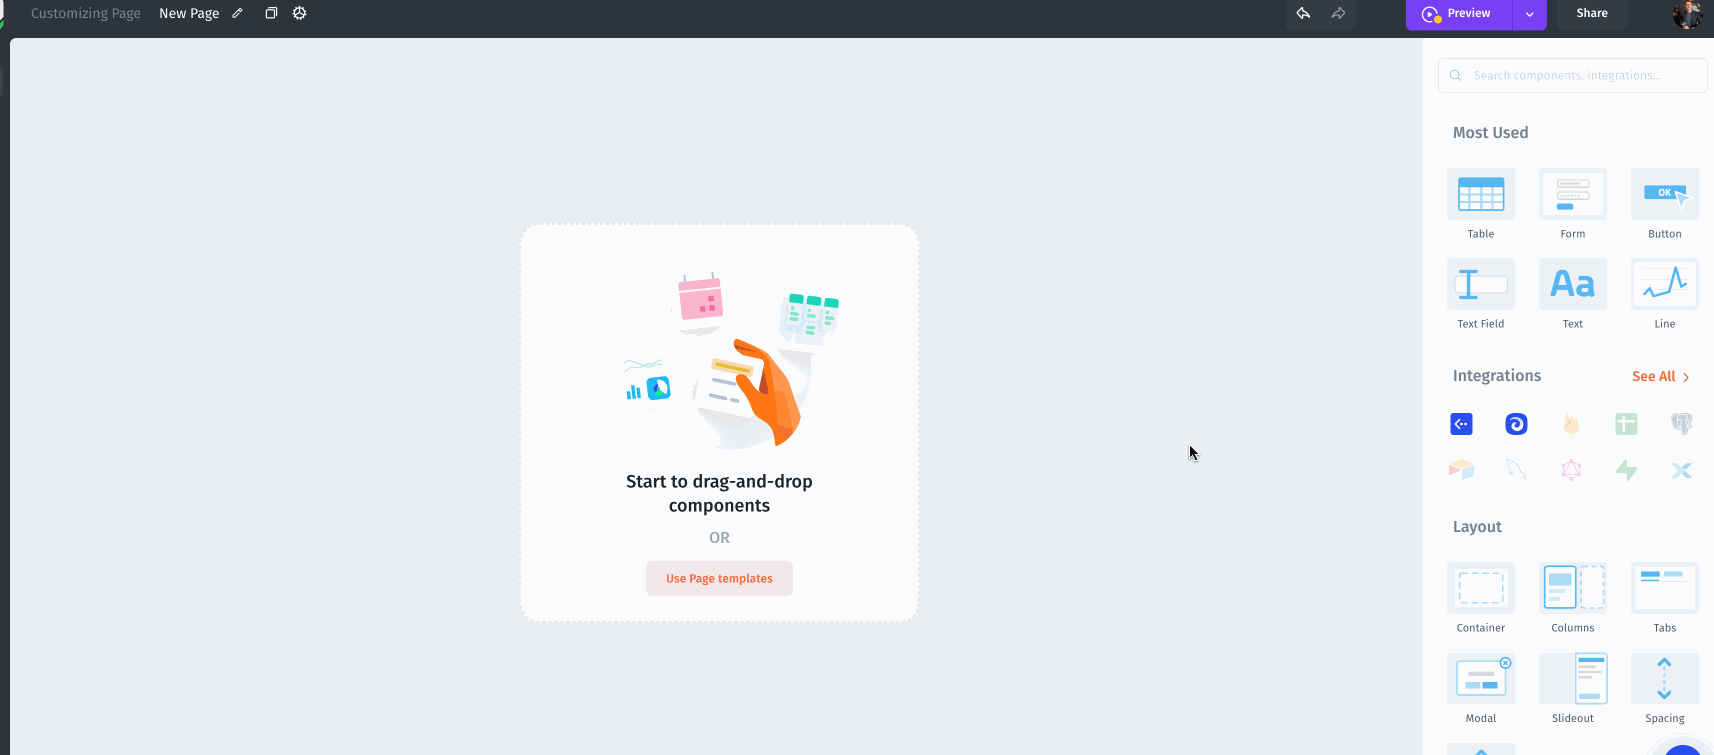 Customizing Page New Page
Preview
Share
Search components, integrations...
Most Used
OK
Table Form Button
Aa
Text Field Text Line
Integrations See All
Start to drag-and-drop
components
OR
Layout
Use Page templates
Container Columns Tabs
Modal Slideout Spacing